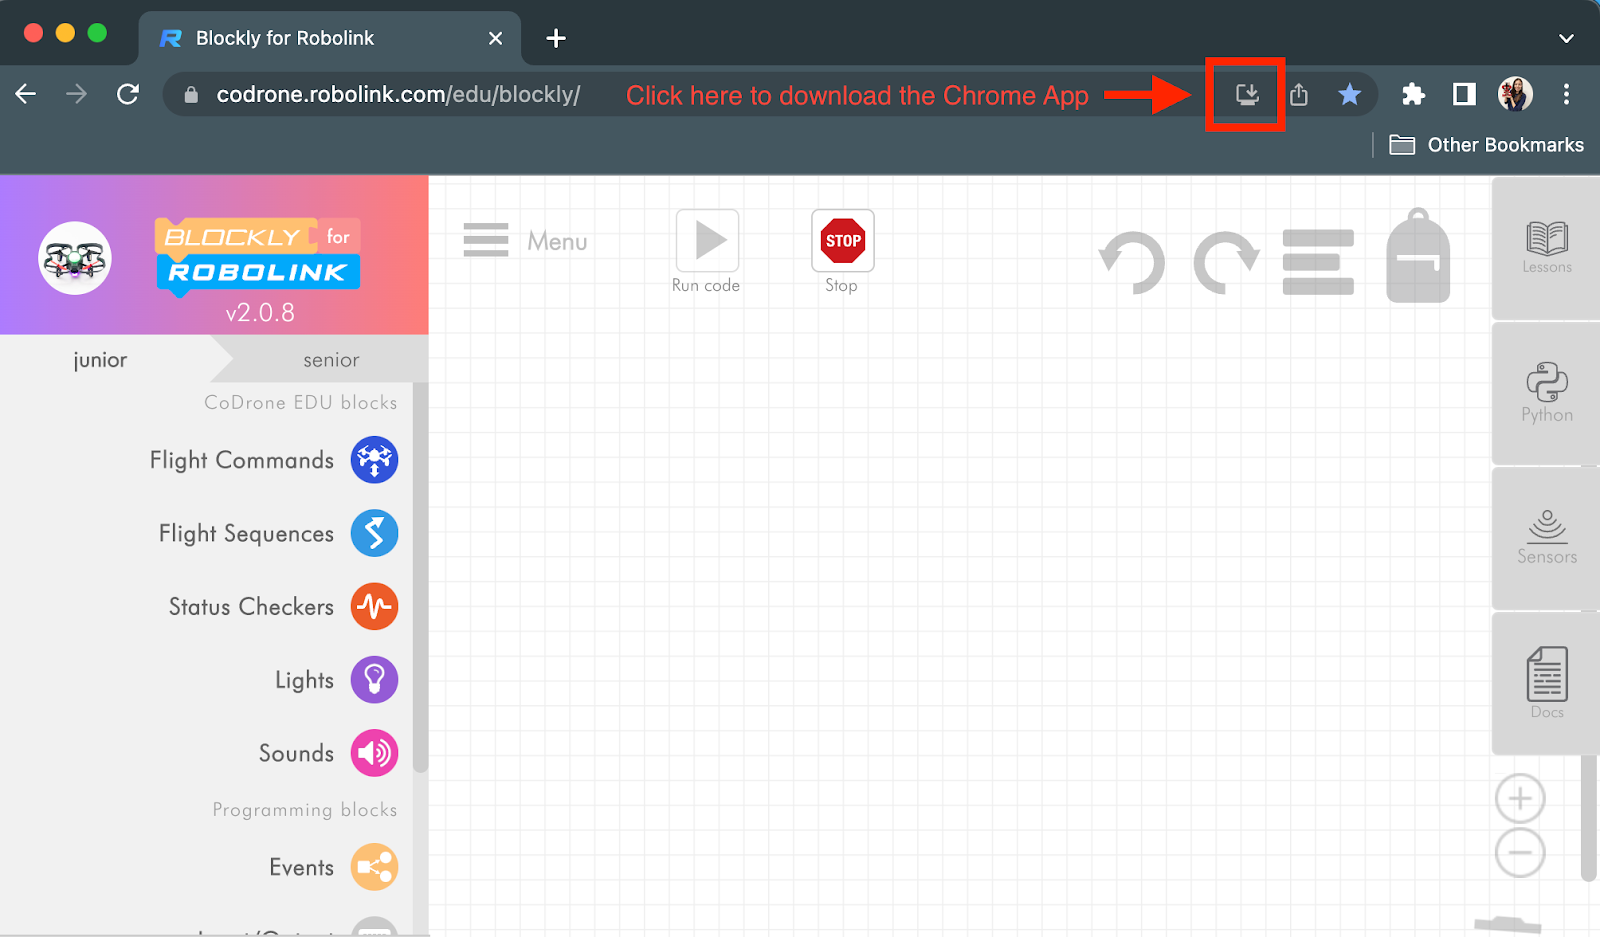 Blockly for Robolink
codrone.robolink.com/edu/blockly/
Click here to download the Chrome App
Other Bookmarks
BLOCKLY for
ROBOLINK
v2.0.8
Menu
Run code
STOP
Stop
Lessons
junior
senior
CoDrone EDU blocks
Python
Flight Commands
Flight Sequences
Sensors
Status Checkers
Lights
Docs
Sounds
Programming blocks
Events